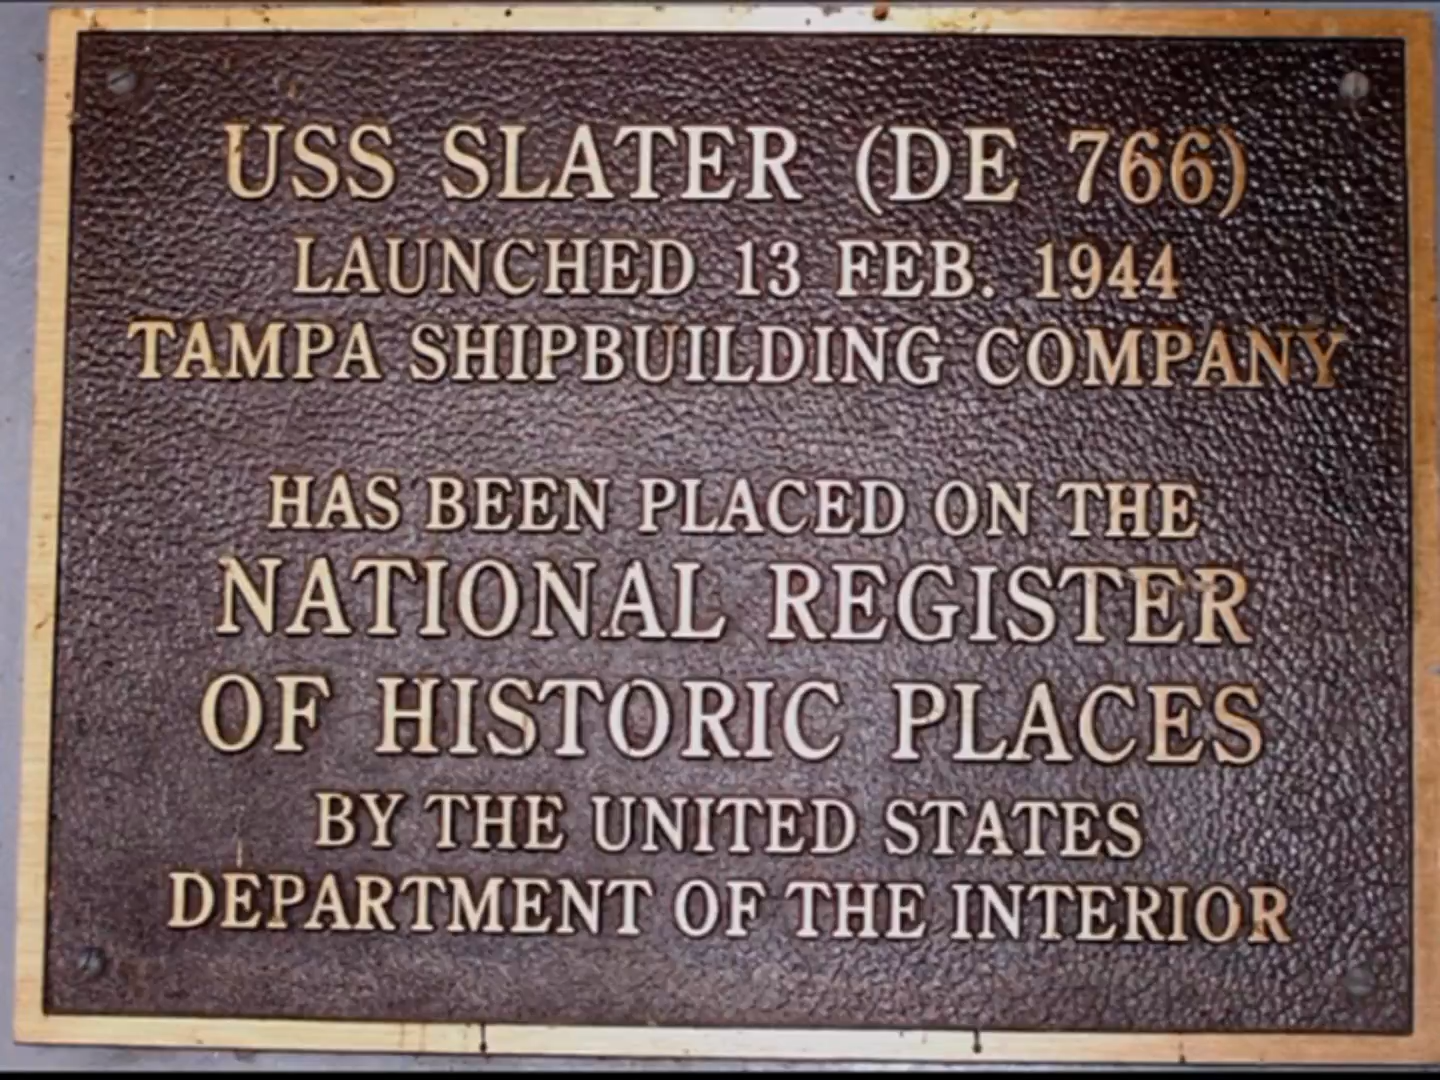 USS SLATER (DE 766)
LAUNCHED 13 FEB. 1944
TAMPA SHIPBUILDING COMPANY
HAS BEEN PLACED ON THE
NATIONAL REGISTER
OF HISTORIC PLACES
BY THE UNITED STATES
DEPARTMENT OF THE INTERIOR